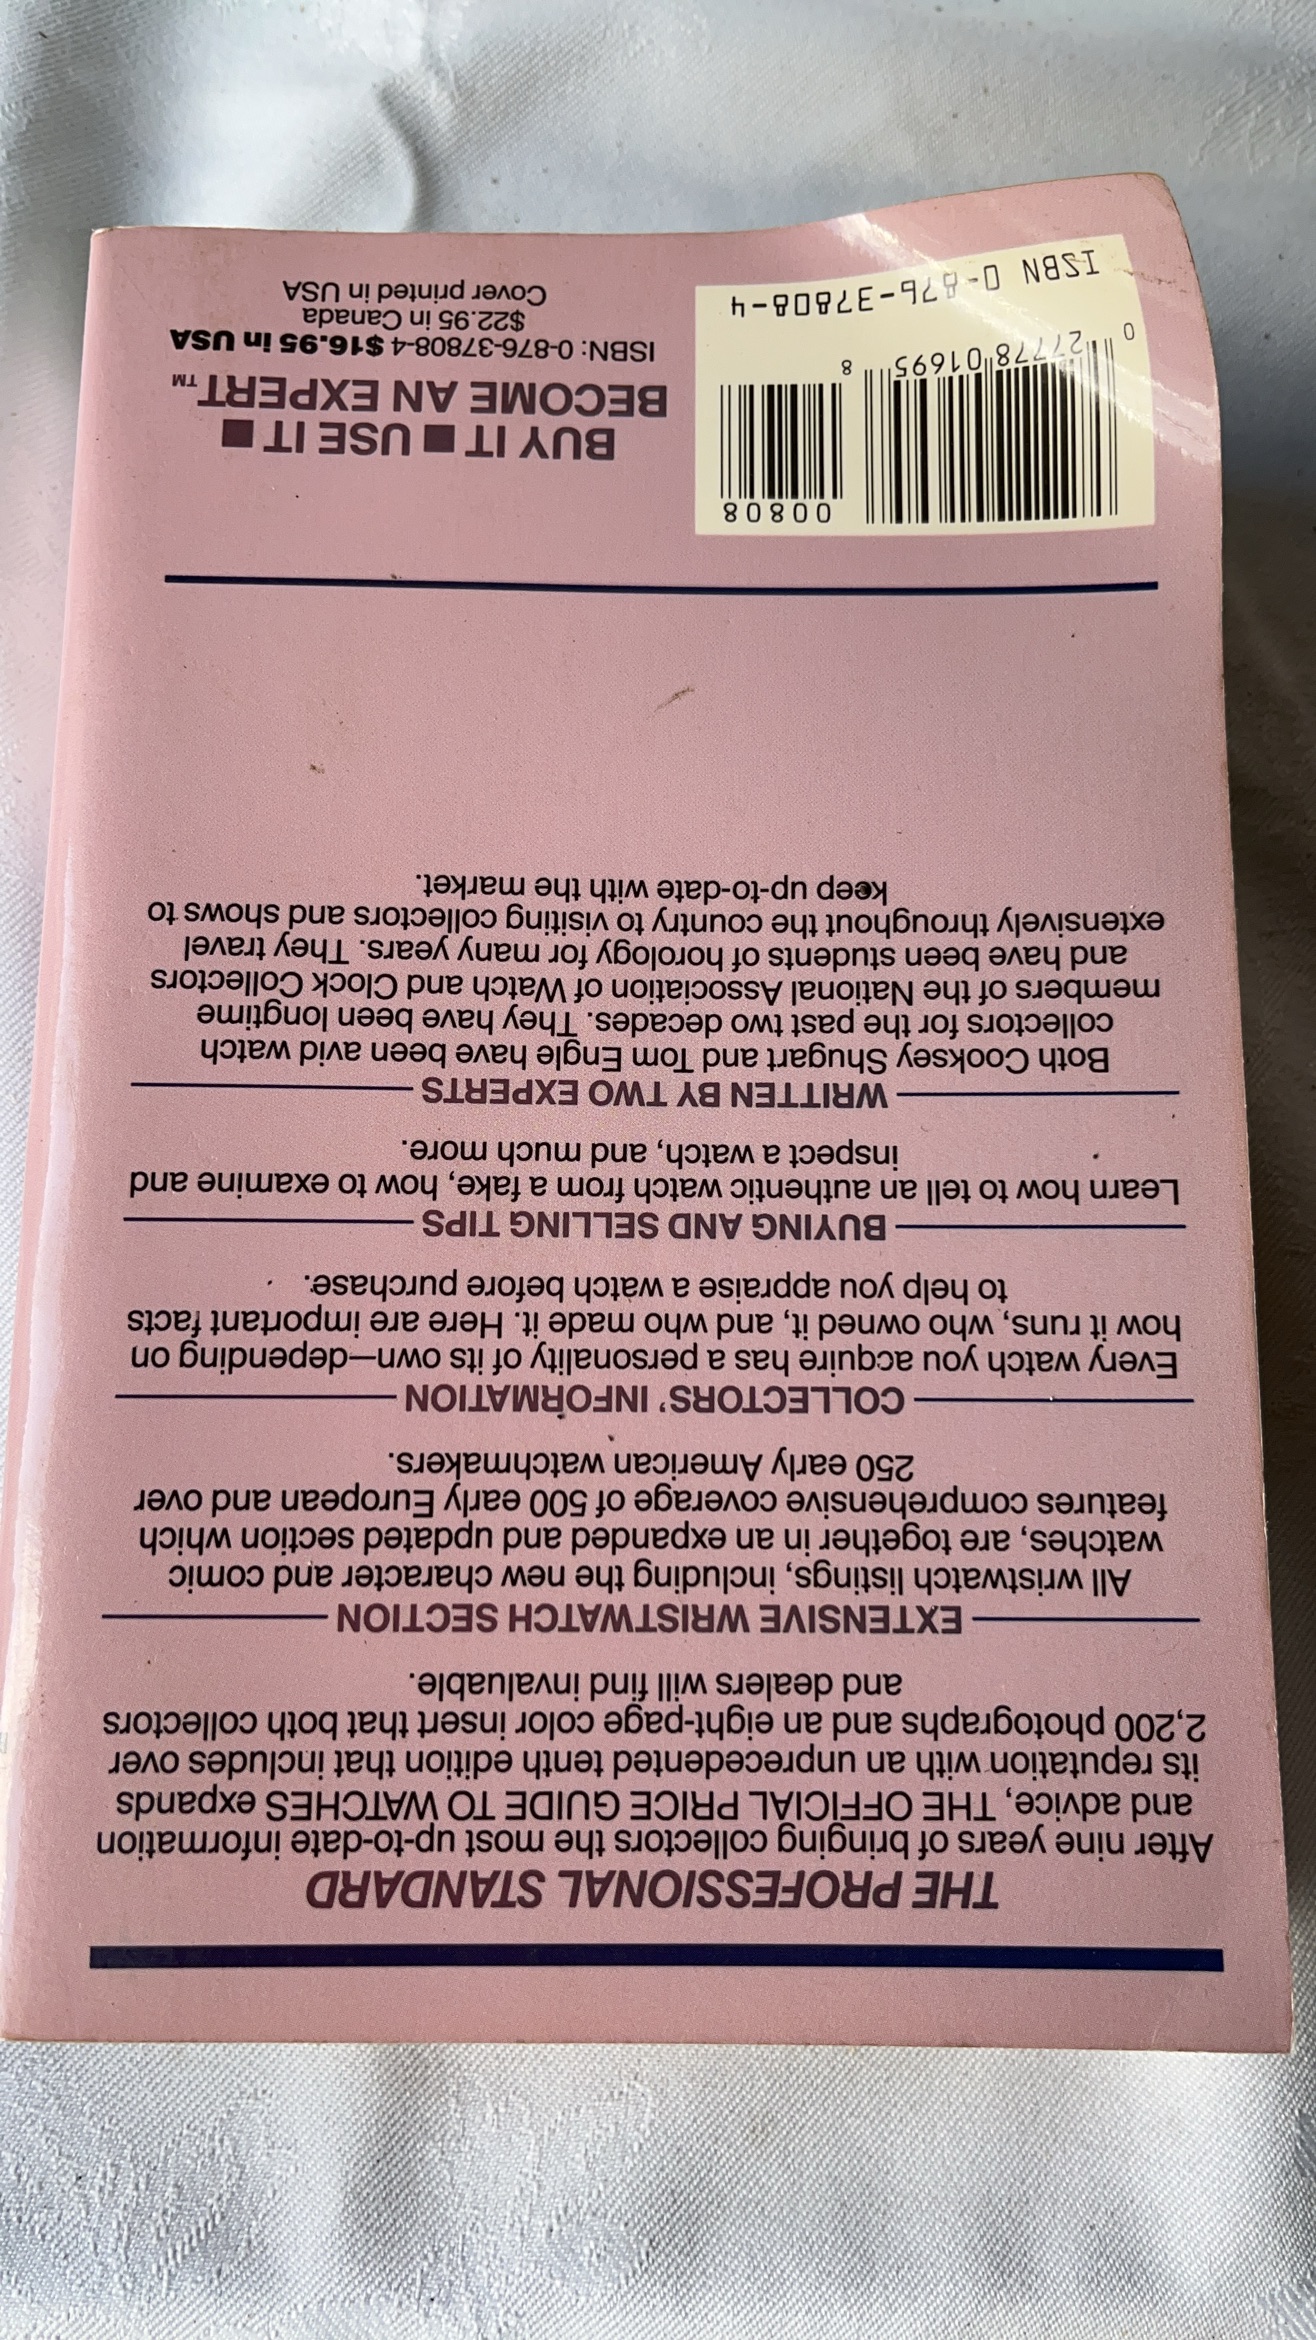 THE PROFESSIONAL STANDARD
After nine years of bringing collectors the most up-to-date information
and advice, THE OFFICIAL PRICE GUIDE TO WATCHES expands
its reputation with an unprecedented tenth edition that includes over
2,200 photographs and an eight-page color insert that both collectors
and dealers will find invaluable.
EXTENSIVE WRISTWATCH SECTION
All wristwatch listings, including the new character and comic
watches, are together in an expanded and updated section which
features comprehensive coverage of 500 early European and over
250 early American watchmakers.
COLLECTORS' INFORMATION
Every watch you acquire has a personality of its own—depending on
how it runs, who owned it, and who made it. Here are important facts
to help you appraise a watch before purchase.
BUYING AND SELLING TIPS
Learn how to tell an authentic watch from a fake, how to examine and
inspect a watch, and much more.
WRITTEN BY TWO EXPERTS
Both Cooksey Shugart and Tom Engle have been avid watch
collectors for the past two decades. They have been longtime
members of the National Association of Watch and Clock Collectors
and have been students of horology for many years. They travel
extensively throughout the country to visiting collectors and shows to
keep up-to-date with the market.
BUY IT ■ USE IT ■
BECOME AN EXPERT™
ISBN: 0-876-37808-4 $16.95 in USA
$22.95 in Canada
Cover printed in USA
00808
0 27778 01695 8
ISBN 0-876-37808-4